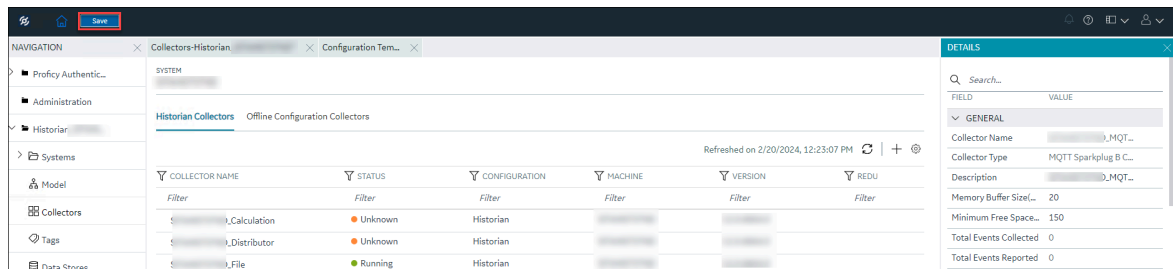 Save
NAVIGATION
Proficy Authentic...
Administration
Historian
Systems
Model
Collectors
Tags
Data Stores
Collectors-Historian
Configuration Tem...
SYSTEM
Historian Collectors Offline Configuration Collectors
Refreshed on 2/20/2024, 12:23:07 PM
COLLECTOR NAME STATUS CONFIGURATION MACHINE VERSION REDU
Filter Filter Filter Filter Filter Filter
_Calculation Unknown Historian
_Distributor Unknown Historian
_File Running Historian
DETAILS
Search...
FIELD VALUE
GENERAL
Collector Name _MQT...
Collector Type MQTT Sparkplug B C...
Description _MQT...
Memory Buffer Size(... 20
Minimum Free Space... 150
Total Events Collected 0
Total Events Reported 0